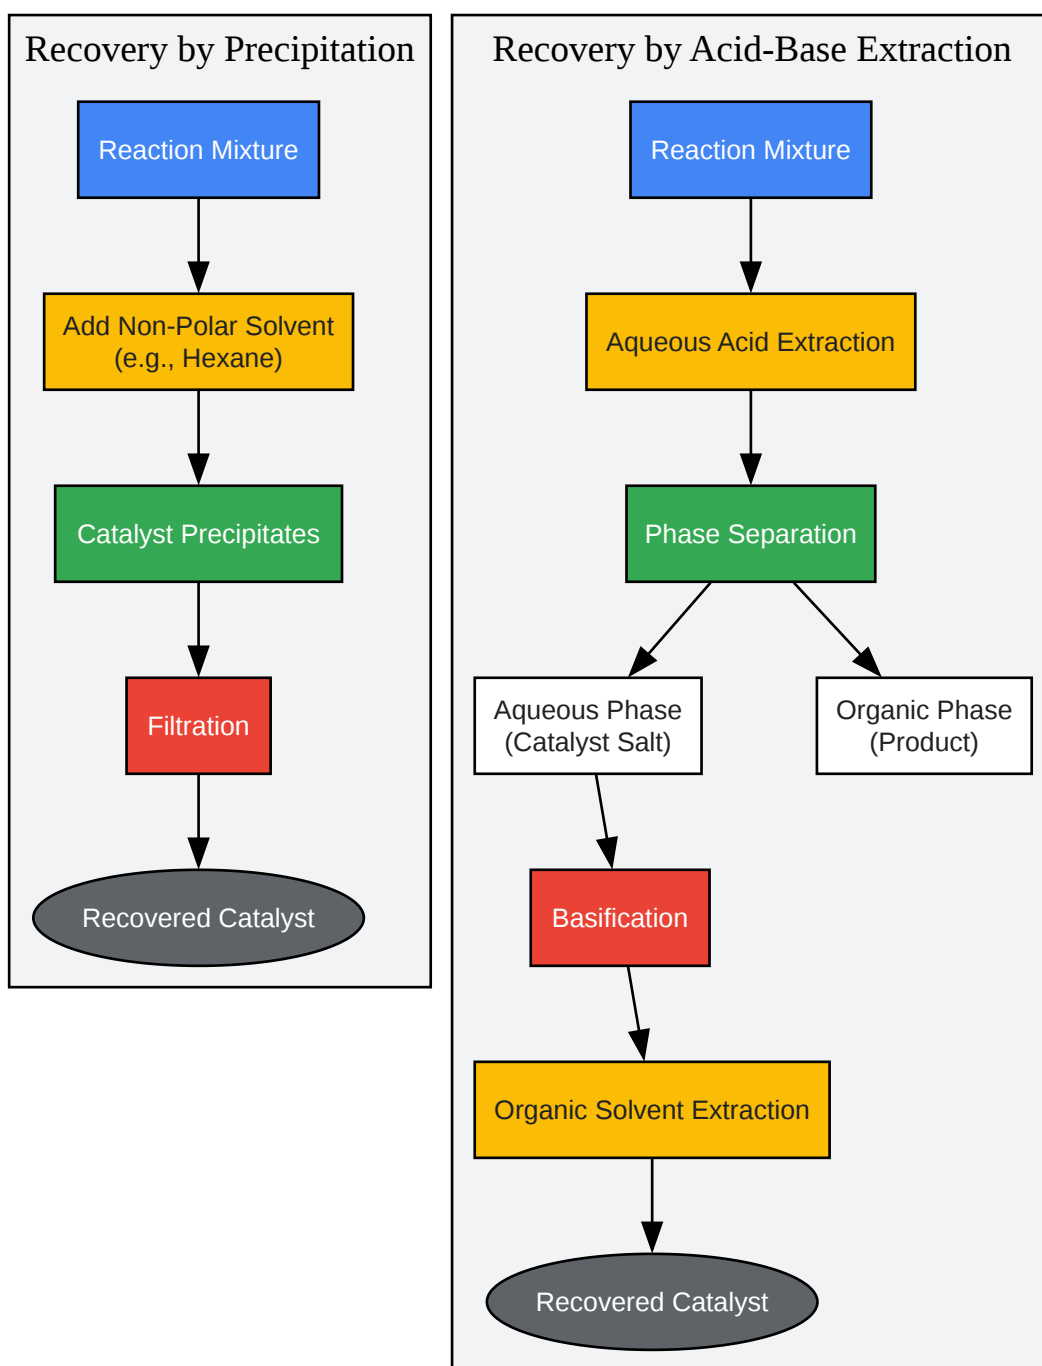 Recovery by Precipitation
Reaction Mixture
Add Non-Polar Solvent
(e.g., Hexane)
Catalyst Precipitates
Filtration
Recovered Catalyst
Recovery by Acid-Base Extraction
Reaction Mixture
Aqueous Acid Extraction
Phase Separation
Aqueous Phase
(Catalyst Salt)
Organic Phase
(Product)
Basification
Organic Solvent Extraction
Recovered Catalyst